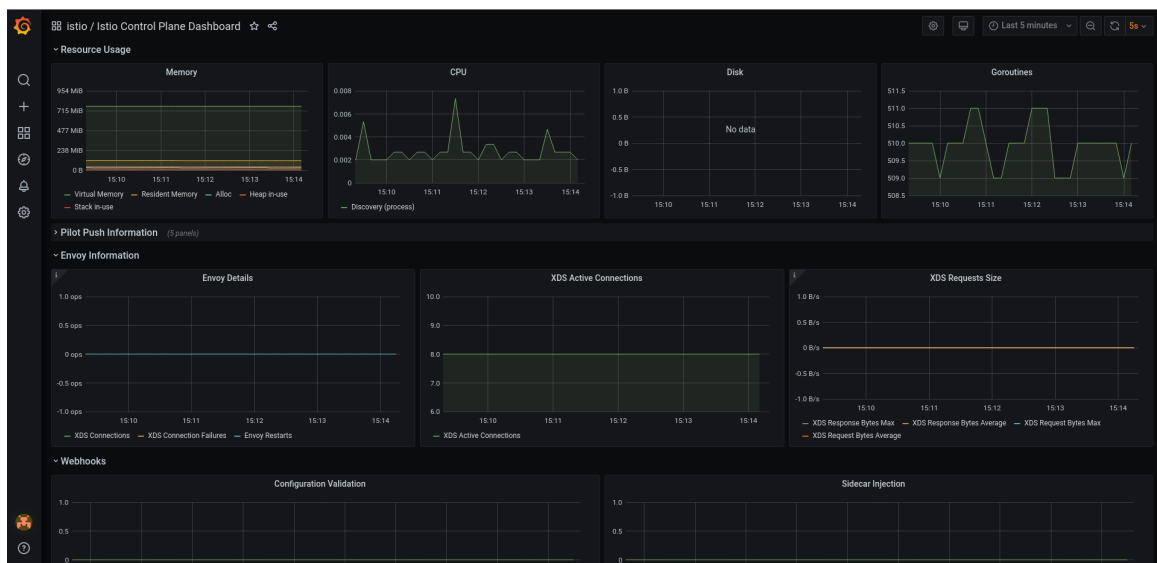 istio / Istio Control Plane Dashboard
Last 5 minutes
5s
Resource Usage
Memory
954 MiB
715 MiB
477 MiB
238 MiB
0 B
15:10 15:11 15:12 15:13 15:14
Virtual Memory Resident Memory Alloc Heap in-use
Stack in-use
CPU
0.008
0.006
0.004
0.002
0
15:10 15:11 15:12 15:13 15:14
Discovery (process)
Disk
1.0 B
0.5 B
No data
0 B
-0.5 B
-1.0 B
15:10 15:11 15:12 15:13 15:14
Goroutines
511.5
511.0
510.5
510.0
509.5
509.0
508.5
15:10 15:11 15:12 15:13 15:14
Pilot Push Information (5 panels)
Envoy Information
i
Envoy Details
1.0 ops
0.5 ops
0 ops
-0.5 ops
-1.0 ops
15:10 15:11 15:12 15:13 15:14
XDS Connections XDS Connection Failures Envoy Restarts
XDS Active Connections
10.0
9.0
8.0
7.0
6.0
15:10 15:11 15:12 15:13 15:14
XDS Active Connections
i
XDS Requests Size
1.0 B/s
0.5 B/s
0 B/s
-0.5 B/s
-1.0 B/s
15:10 15:11 15:12 15:13 15:14
XDS Response Bytes Max XDS Response Bytes Average XDS Request Bytes Max
XDS Request Bytes Average
Webhooks
Configuration Validation
1.0
0.5
0
Sidecar Injection
1.0
0.5
0